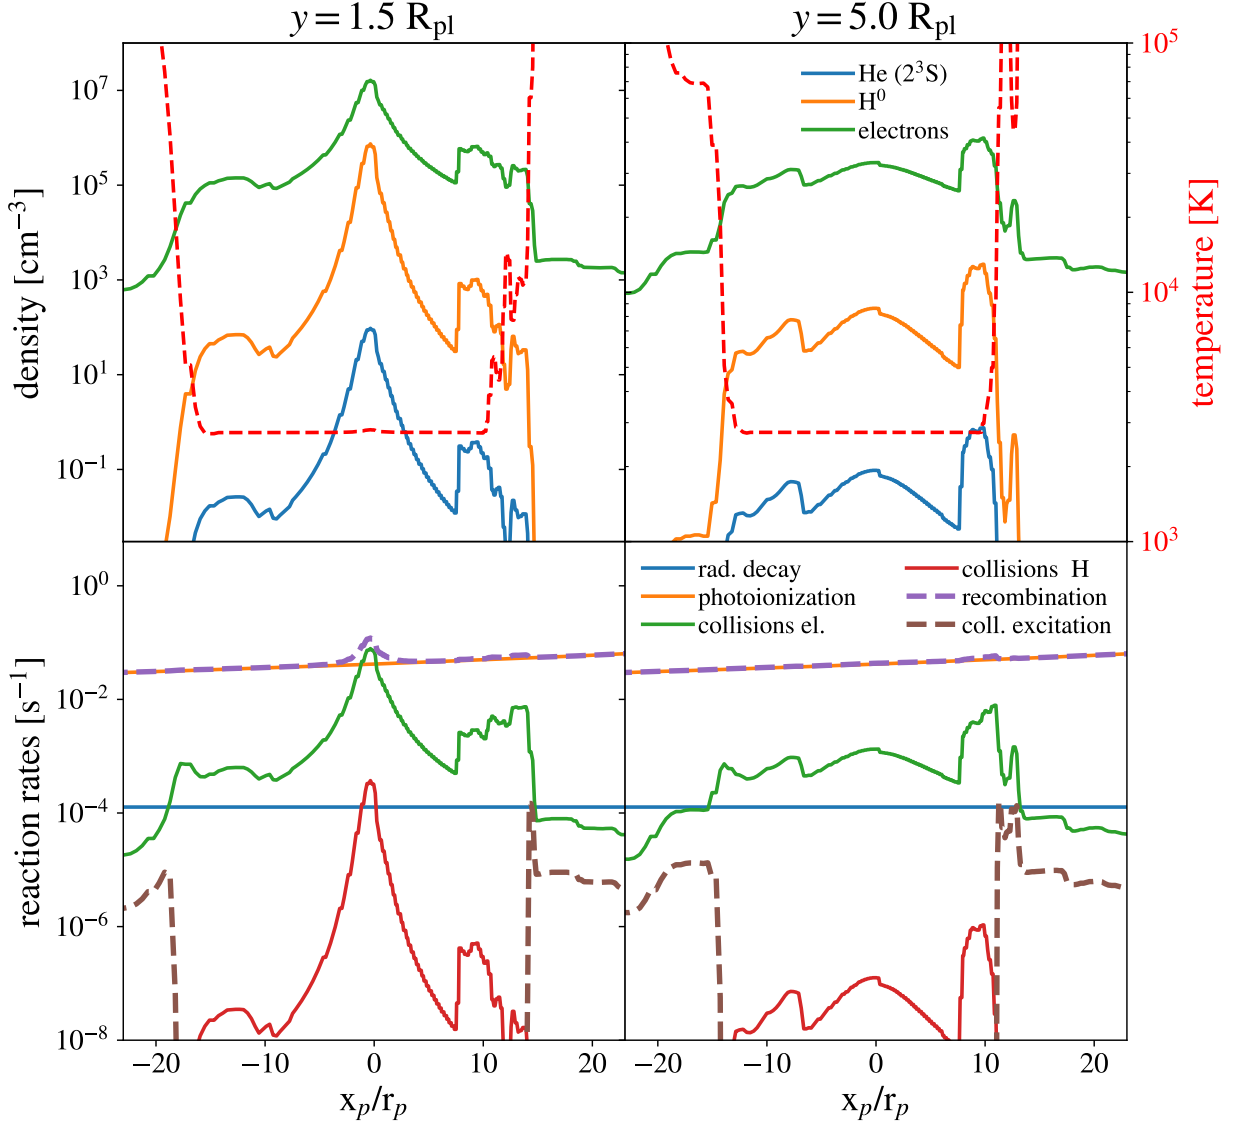 y = 1.5 R_pl
y = 5.0 R_pl
10^7
10^5
10^3
10^1
10^−1
density [cm^−3]
He (2^3S)
H^0
electrons
10^5
10^4
10^3
temperature [K]
10^0
10^−2
10^−4
10^−6
10^−8
reaction rates [s^−1]
rad. decay
photoionization
collisions el.
collisions H
recombination
coll. excitation
−20 −10 0 10 20
−20 −10 0 10 20
x_p/r_p
x_p/r_p